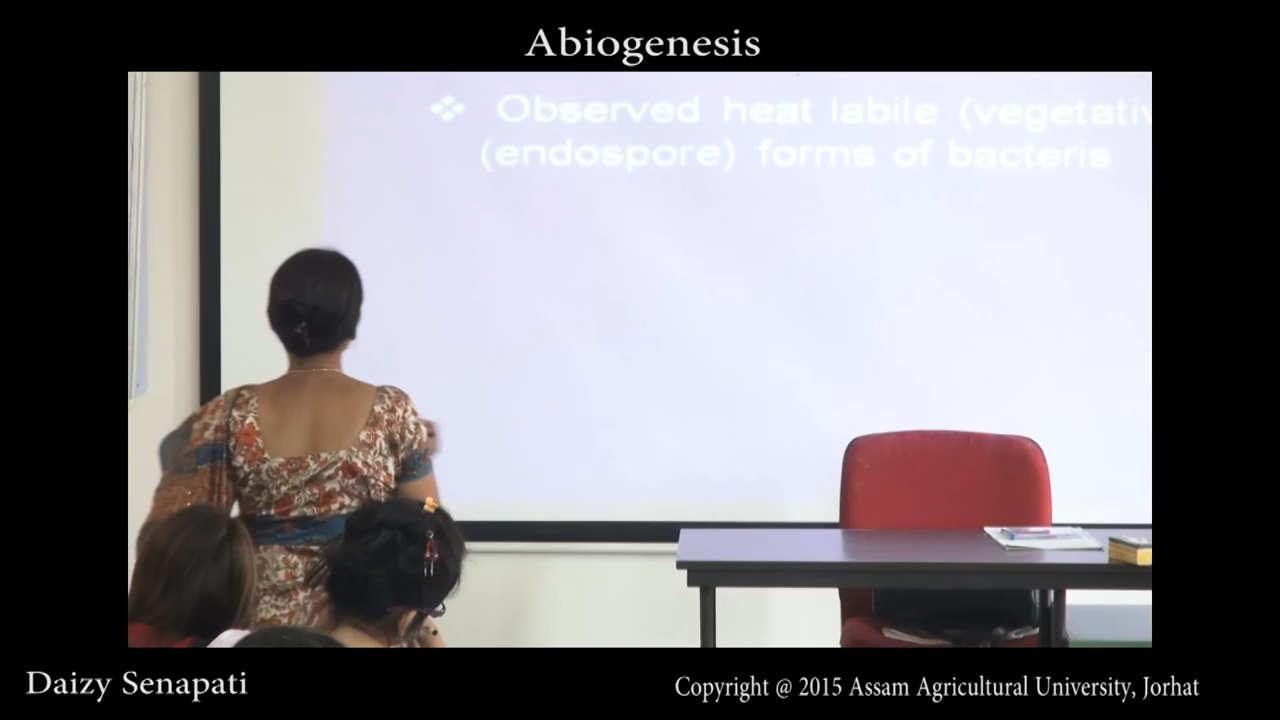 Abiogenesis
❖ Observed heat labile (vegetativ
(endospore) forms of bacteris
Daizy Senapati
Copyright @ 2015 Assam Agricultural University, Jorhat